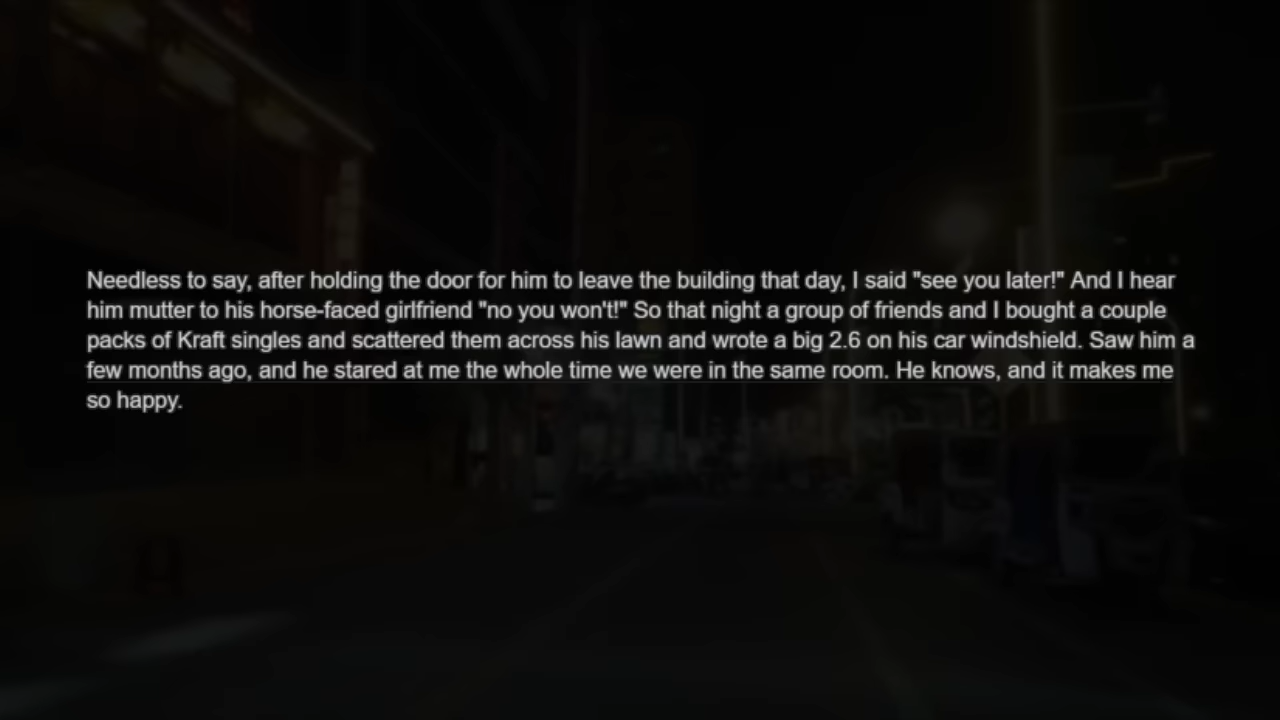 Needless to say, after holding the door for him to leave the building that day, I said "see you later!" And I hear
him mutter to his horse-faced girlfriend "no you won't!" So that night a group of friends and I bought a couple
packs of Kraft singles and scattered them across his lawn and wrote a big 2.6 on his car windshield. Saw him a
few months ago, and he stared at me the whole time we were in the same room. He knows, and it makes me
so happy.